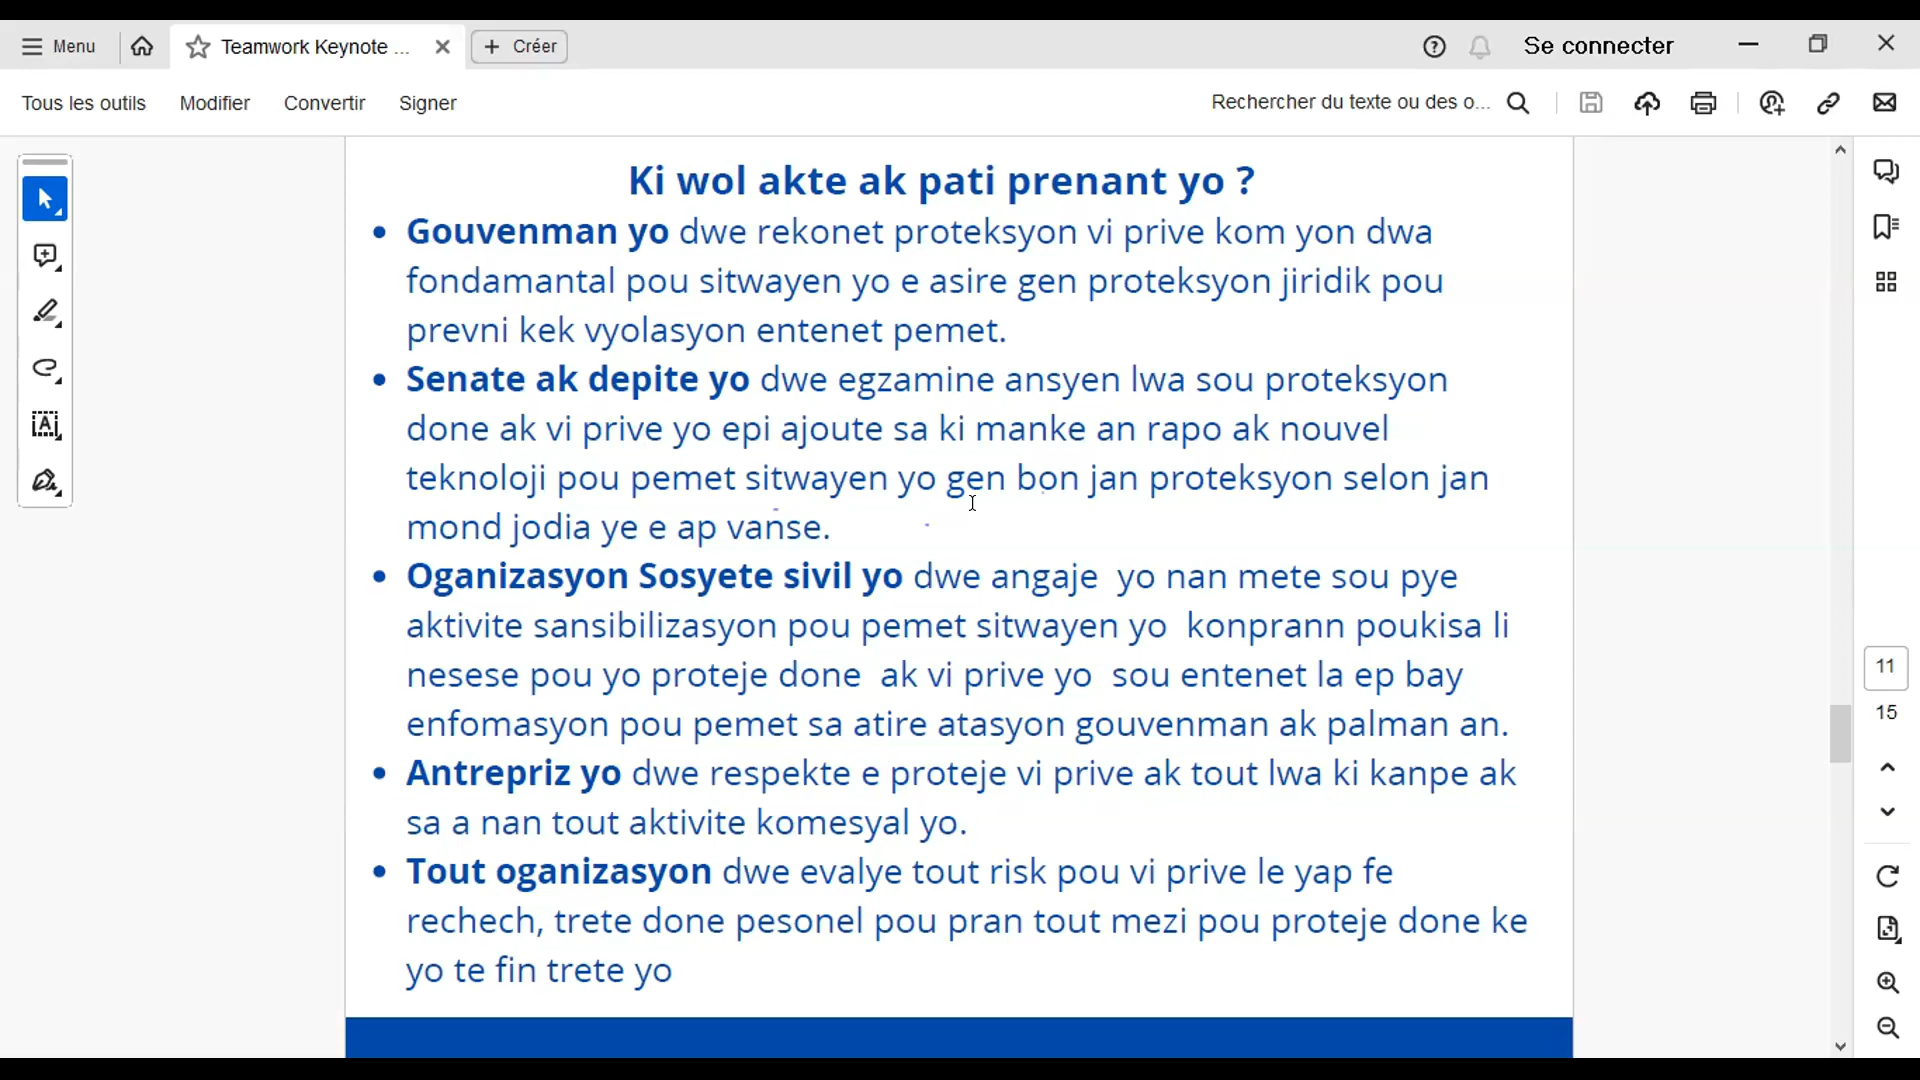 Menu
Teamwork Keynote ...
Créer
Se connecter
Tous les outils
Modifier
Convertir
Signer
Rechercher du texte ou des o...
Ki wol akte ak pati prenant yo ?
• Gouvenman yo dwe rekonet proteksyon vi prive kom yon dwa
fondamantal pou sitwayen yo e asire gen proteksyon jiridik pou
prevni kek vyolasyon entenet pemet.
• Senate ak depite yo dwe egzamine ansyen lwa sou proteksyon
done ak vi prive yo epi ajoute sa ki manke an rapo ak nouvel
teknoloji pou pemet sitwayen yo gen bon jan proteksyon selon jan
mond jodia ye e ap vanse.
• Oganizasyon Sosyete sivil yo dwe angaje  yo nan mete sou pye
aktivite sansibilizasyon pou pemet sitwayen yo  konprann poukisa li
nesese pou yo proteje done  ak vi prive yo  sou entenet la ep bay
enfomasyon pou pemet sa atire atasyon gouvenman ak palman an.
• Antrepriz yo dwe respekte e proteje vi prive ak tout lwa ki kanpe ak
sa a nan tout aktivite komesyal yo.
• Tout oganizasyon dwe evalye tout risk pou vi prive le yap fe
rechech, trete done pesonel pou pran tout mezi pou proteje done ke
yo te fin trete yo
11
15